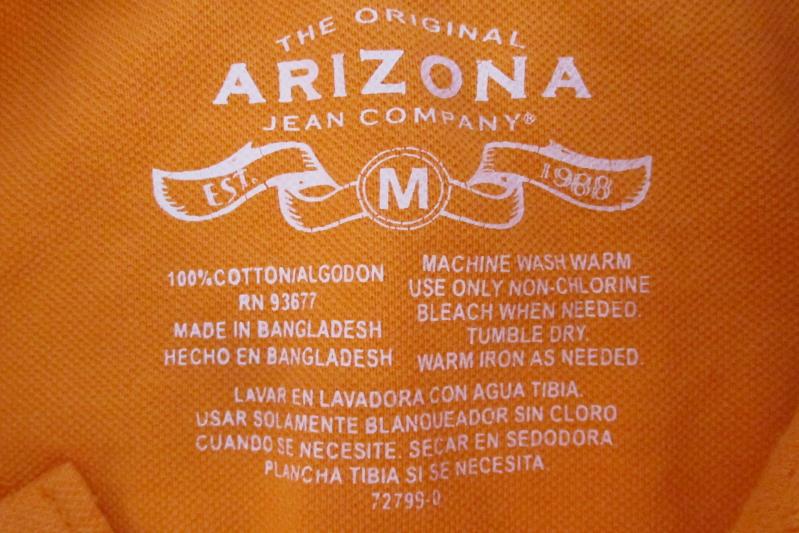 THE ORIGINAL
ARIZONA
JEAN COMPANY®
EST. M 1988
100% COTTON/ALGODON
RN 93677
MADE IN BANGLADESH
HECHO EN BANGLADESH
MACHINE WASH WARM
USE ONLY NON-CHLORINE
BLEACH WHEN NEEDED.
TUMBLE DRY.
WARM IRON AS NEEDED.
LAVAR EN LAVADORA CON AGUA TIBIA.
USAR SOLAMENTE BLANQUEADOR SIN CLORO
CUANDO SE NECESITE. SECAR EN SEDODORA
PLANCHA TIBIA SI SE NECESITA.
72799-0